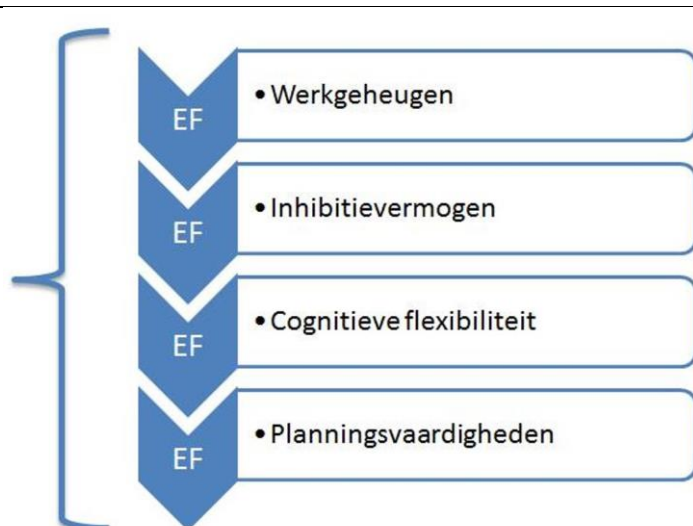 EF
• Werkgeheugen
EF
• Inhibitievermogen
EF
• Cognitieve flexibiliteit
EF
• Planningsvaardigheden